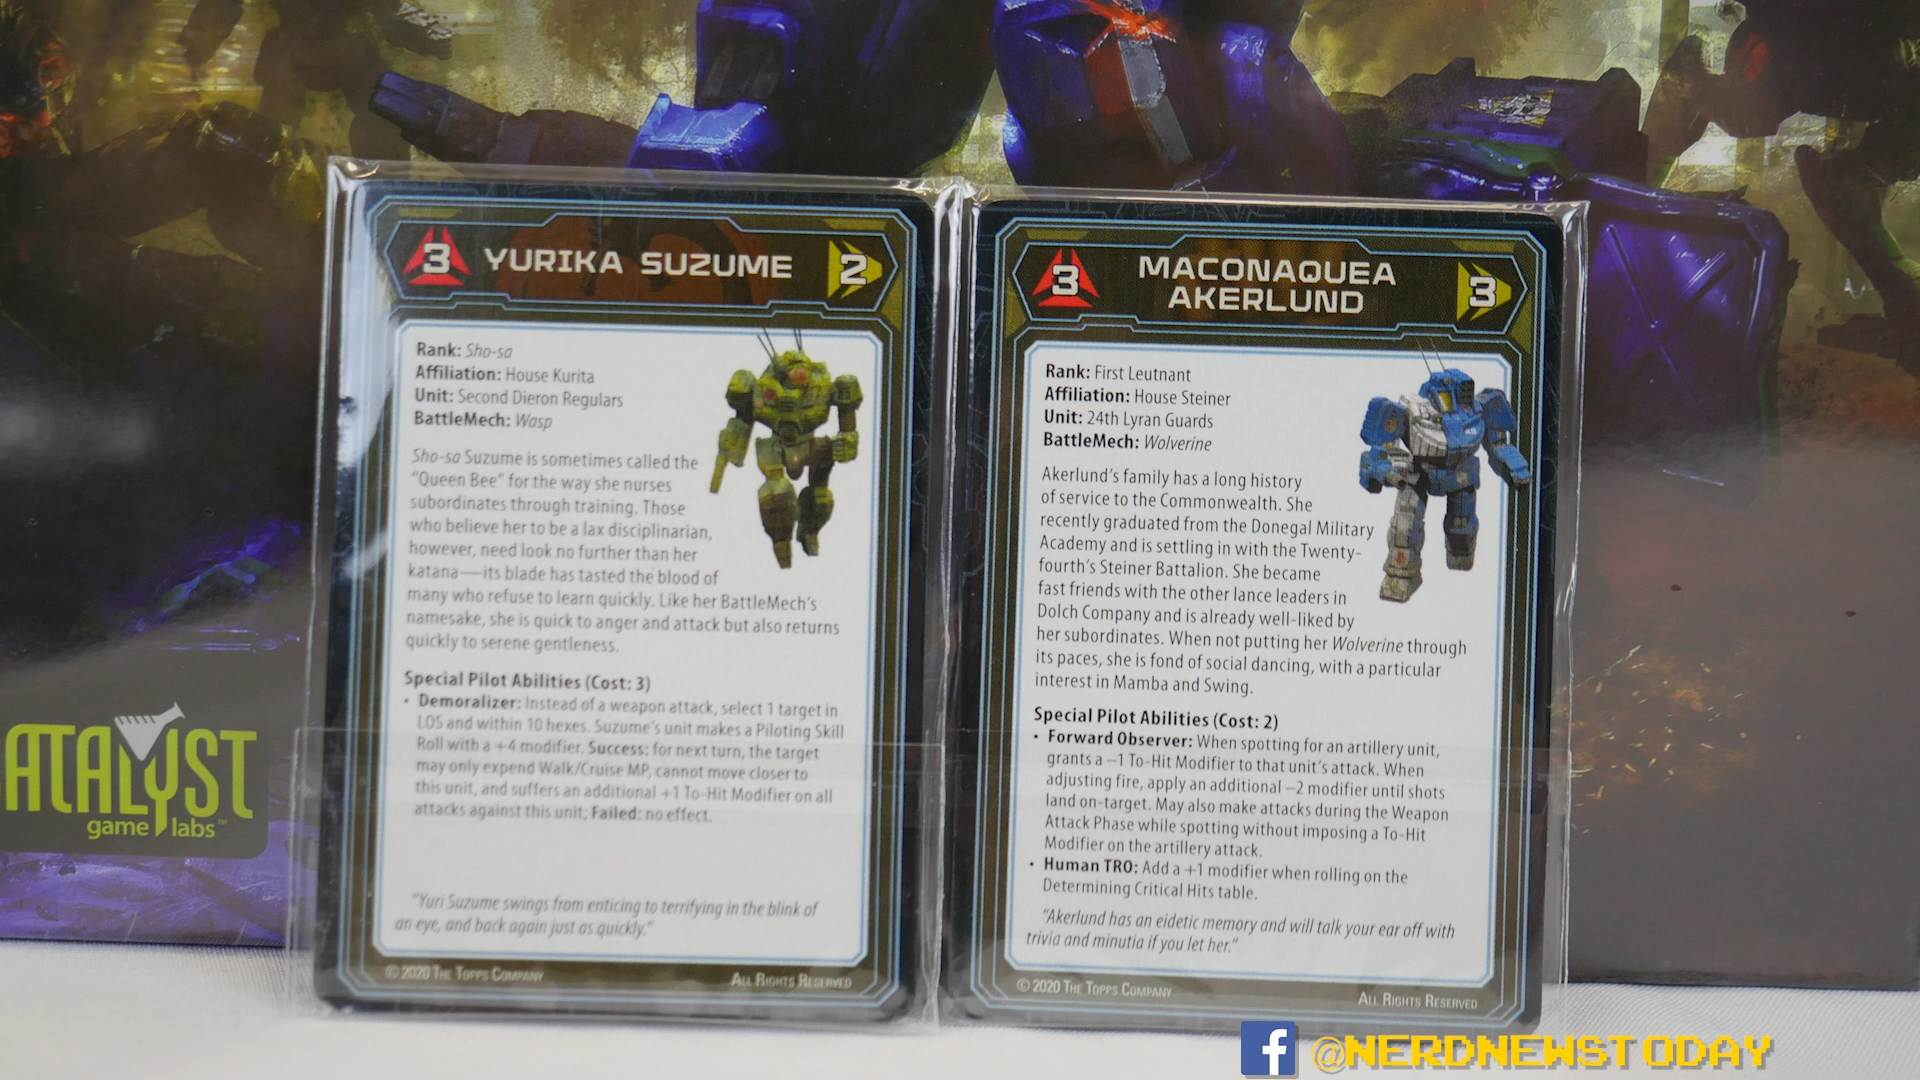 3 YURIKA SUZUME 2
Rank: Sho-sa
Affiliation: House Kurita
Unit: Second Dieron Regulars
BattleMech: Wasp
Sho-sa Suzume is sometimes called the
"Queen Bee" for the way she nurses
subordinates through training. Those
who believe her to be a lax disciplinarian,
however, need look no further than her
katana—its blade has tasted the blood of
many who refuse to learn quickly. Like her BattleMech's
namesake, she is quick to anger and attack but also returns
quickly to serene gentleness.
Special Pilot Abilities (Cost: 3)
• Demoralizer: Instead of a weapon attack, select 1 target in
LOS and within 10 hexes. Suzume's unit makes a Piloting Skill
Roll with a +4 modifier. Success: for next turn, the target
may only expend Walk/Cruise MP, cannot move closer to
this unit, and suffers an additional +1 To-Hit Modifier on all
attacks against this unit; Failed: no effect.
"Yuri Suzume swings from enticing to terrifying in the blink of
an eye, and back again just as quickly."
© 2020 The Topps Company All Rights Reserved
3 MACONAQUEA
AKERLUND 3
Rank: First Leutnant
Affiliation: House Steiner
Unit: 24th Lyran Guards
BattleMech: Wolverine
Akerlund's family has a long history
of service to the Commonwealth. She
recently graduated from the Donegal Military
Academy and is settling in with the Twenty-
fourth's Steiner Battalion. She became
fast friends with the other lance leaders in
Dolch Company and is already well-liked by
her subordinates. When not putting her Wolverine through
its paces, she is fond of social dancing, with a particular
interest in Mamba and Swing.
Special Pilot Abilities (Cost: 2)
• Forward Observer: When spotting for an artillery unit,
grants a –1 To-Hit Modifier to that unit's attack. When
adjusting fire, apply an additional –2 modifier until shots
land on-target. May also make attacks during the Weapon
Attack Phase while spotting without imposing a To-Hit
Modifier on the artillery attack.
• Human TRO: Add a +1 modifier when rolling on the
Determining Critical Hits table.
"Akerlund has an eidetic memory and will talk your ear off with
trivia and minutia if you let her."
© 2020 The Topps Company All Rights Reserved
ATALYST
game labs™
f @NERDNEWSTODAY